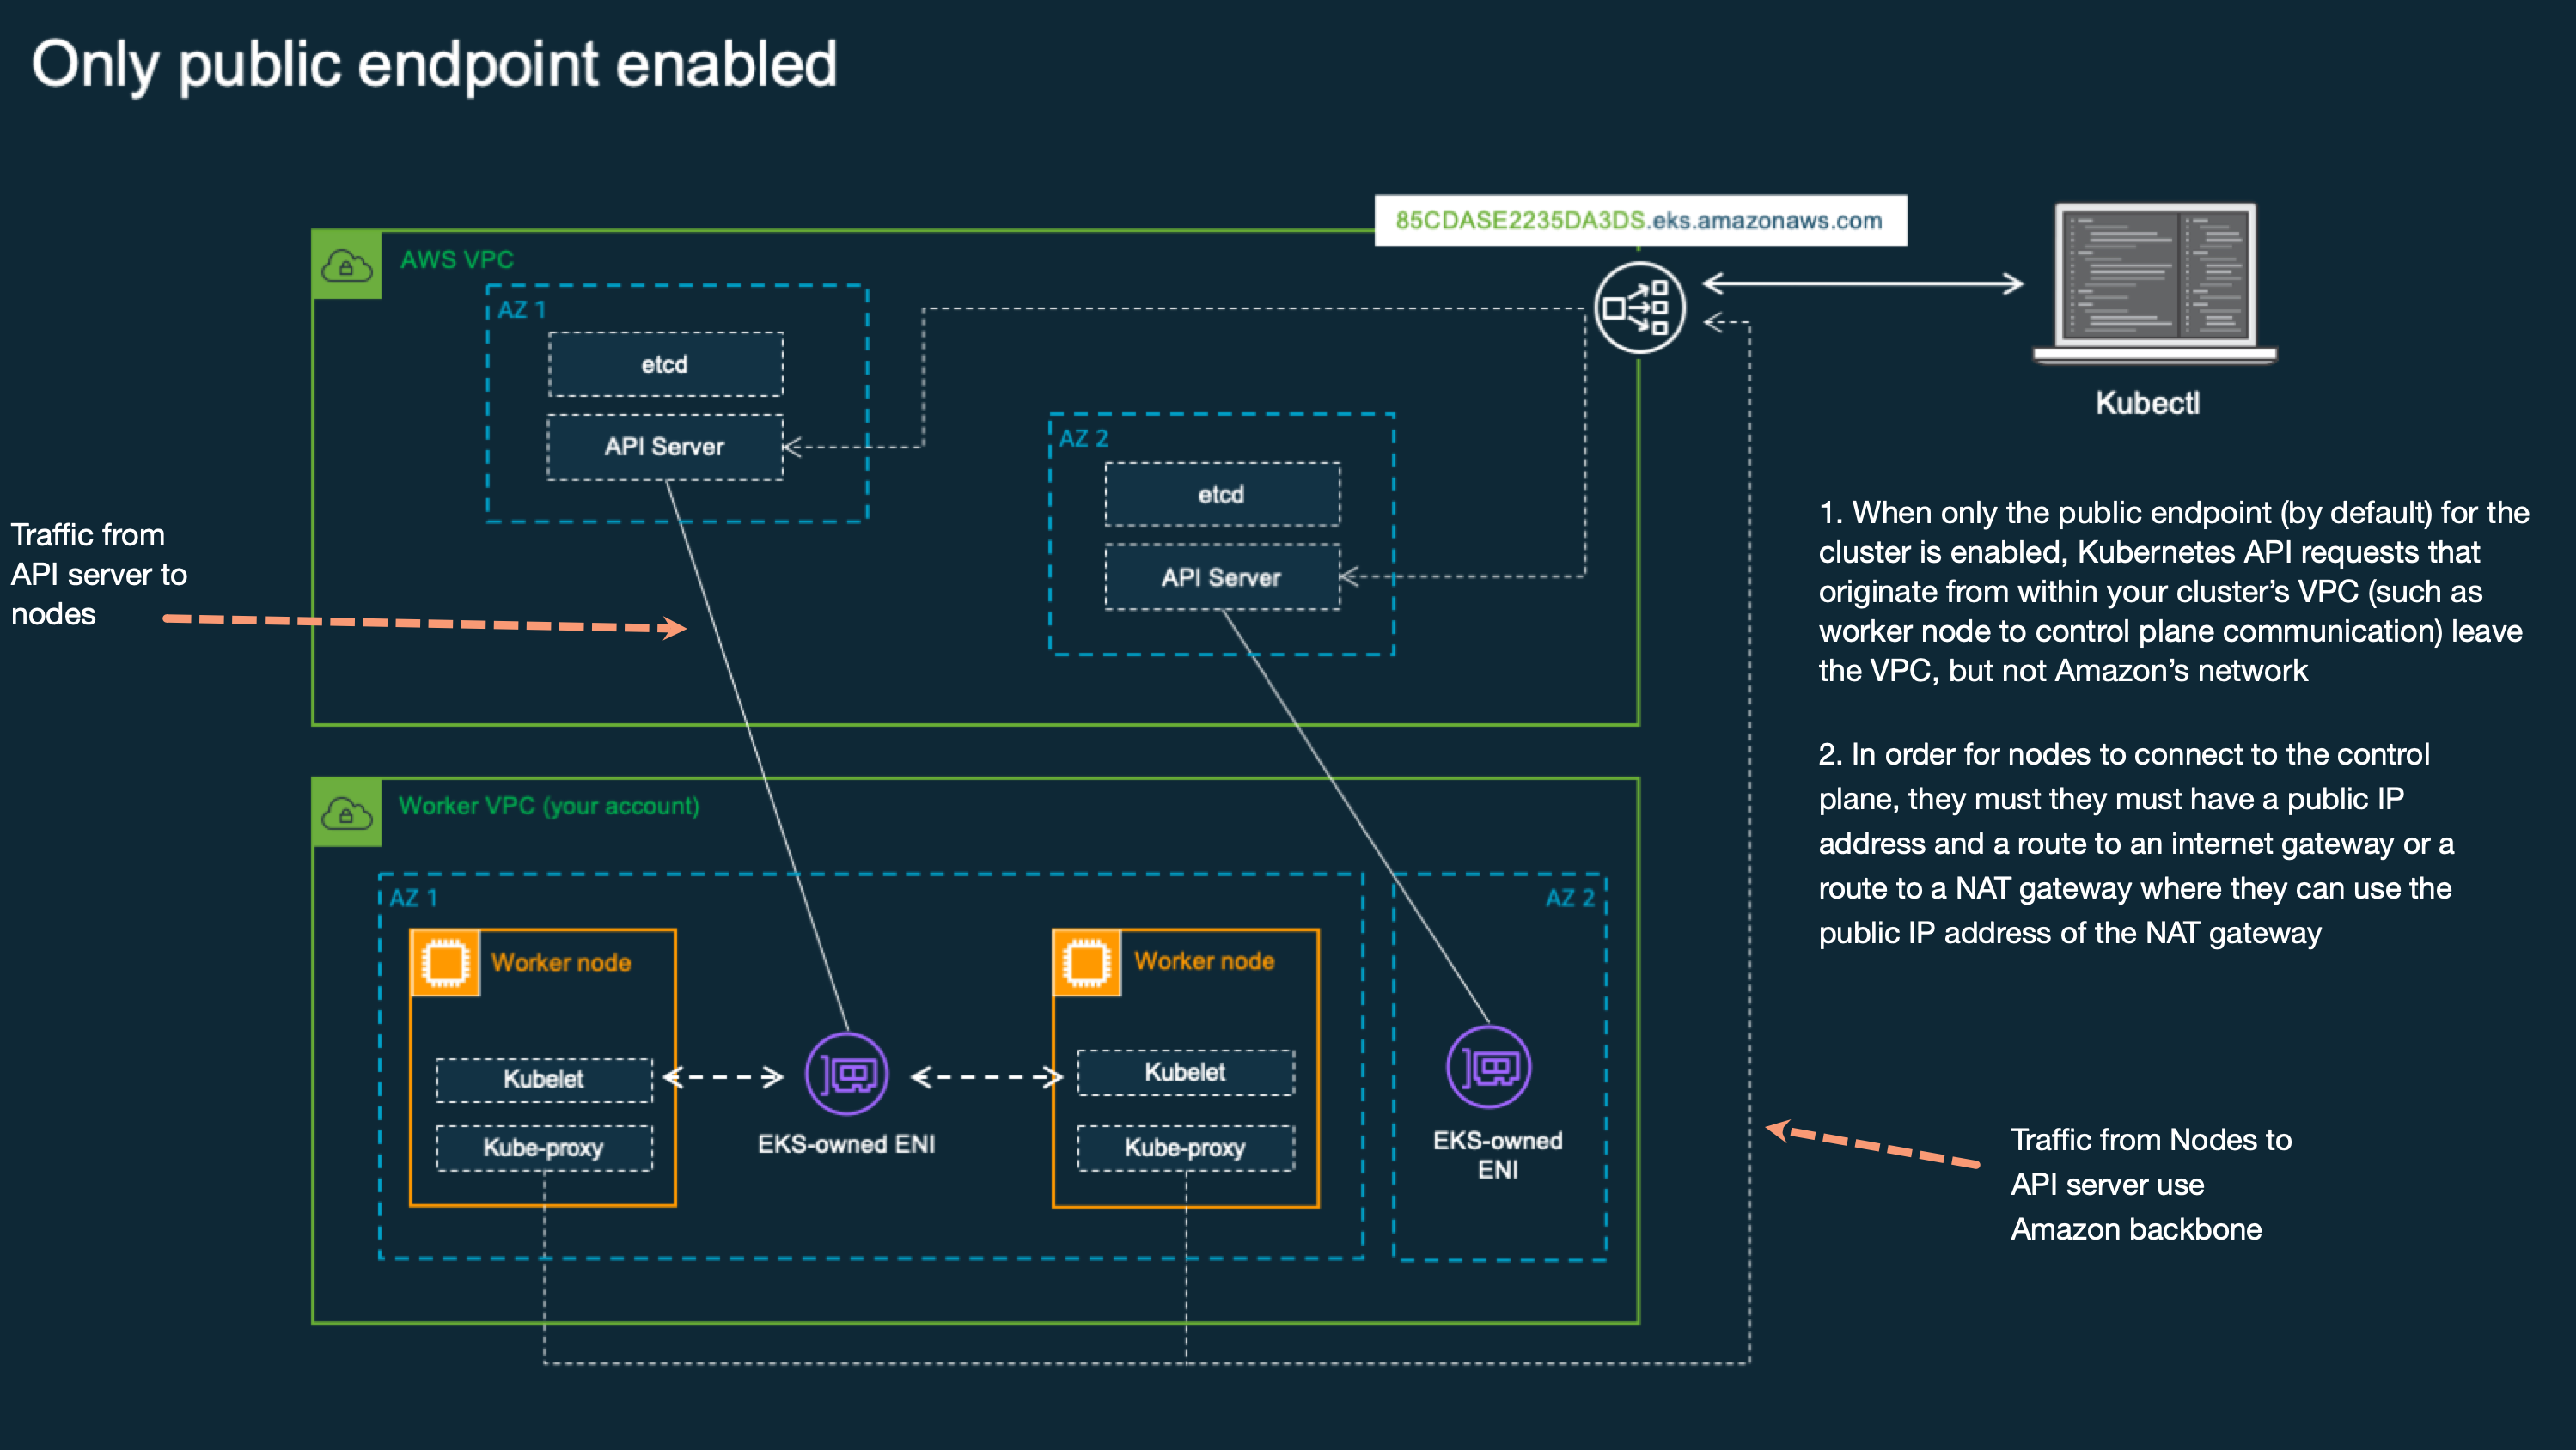 Only public endpoint enabled
85CDASE2235DA3DS.eks.amazonaws.com
AWS VPC
AZ 1
etcd
API Server
AZ 2
etcd
API Server
Kubectl
Traffic from
API server to
nodes
1. When only the public endpoint (by default) for the
cluster is enabled, Kubernetes API requests that
originate from within your cluster’s VPC (such as
worker node to control plane communication) leave
the VPC, but not Amazon’s network
2. In order for nodes to connect to the control
plane, they must they must have a public IP
address and a route to an internet gateway or a
route to a NAT gateway where they can use the
public IP address of the NAT gateway
Worker VPC (your account)
AZ 1
Worker node
Kubelet
Kube-proxy
EKS-owned ENI
Worker node
Kubelet
Kube-proxy
AZ 2
EKS-owned
ENI
Traffic from Nodes to
API server use
Amazon backbone